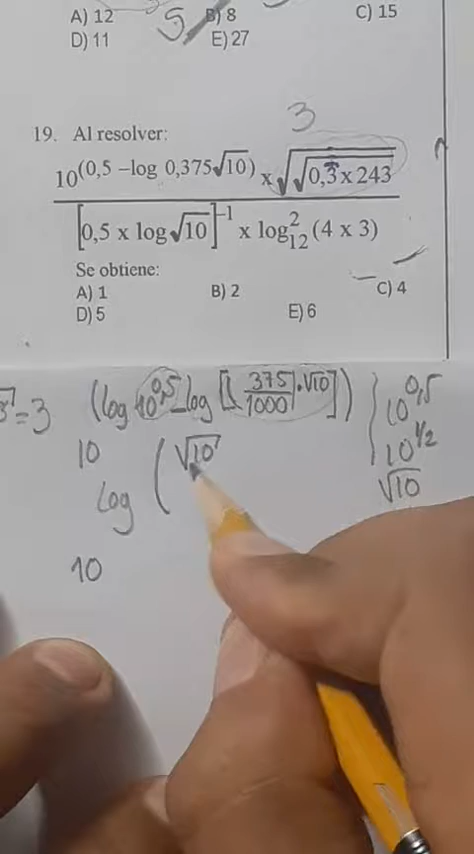 A) 12 5 B) 8 C) 15
D) 11 E) 27
3
19. Al resolver:
10^(0,5 –log 0,375√10) x √√0,3̂ x 243
[0,5 x log√10]^-1 x log²₁₂ (4 x 3)
Se obtiene:
A) 1 B) 2 C) 4
D) 5 E) 6
=3 (log 10^0,5 - log [ 375/1000 · √10 ]) 10^0,5
10 10^1/2
log ( √10 √10
10